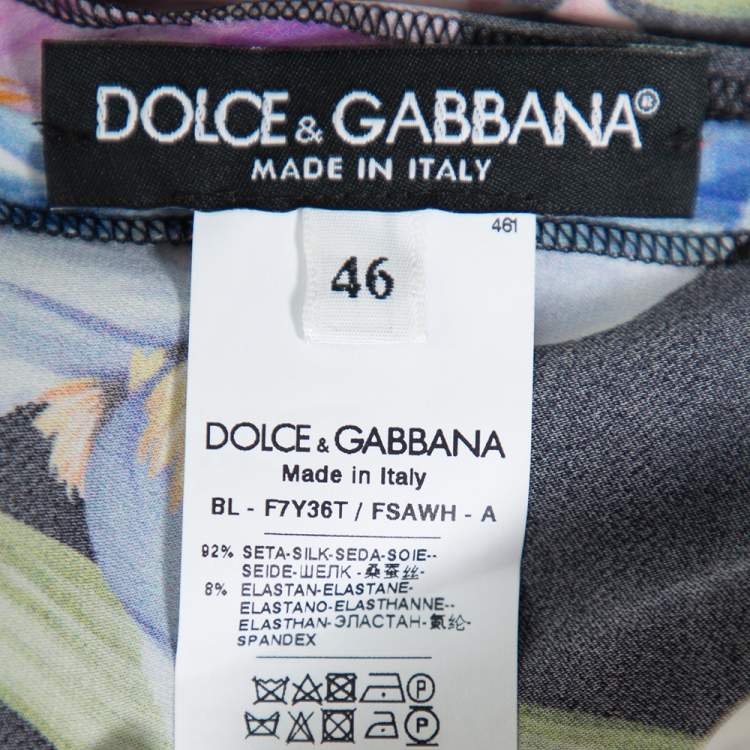 DOLCE & GABBANA®
MADE IN ITALY
461
46
DOLCE & GABBANA
Made in Italy
BL - F7Y36T / FSAWH - A
92% SETA-SILK-SEDA-SOIE--
SEIDE-ШЕЛК-桑蚕丝-
8% ELASTAN-ELASTANE-
ELASTANO-ELASTHANNE--
ELASTHAN-ЭЛАСТАН-氨纶-
SPANDEX
P
P